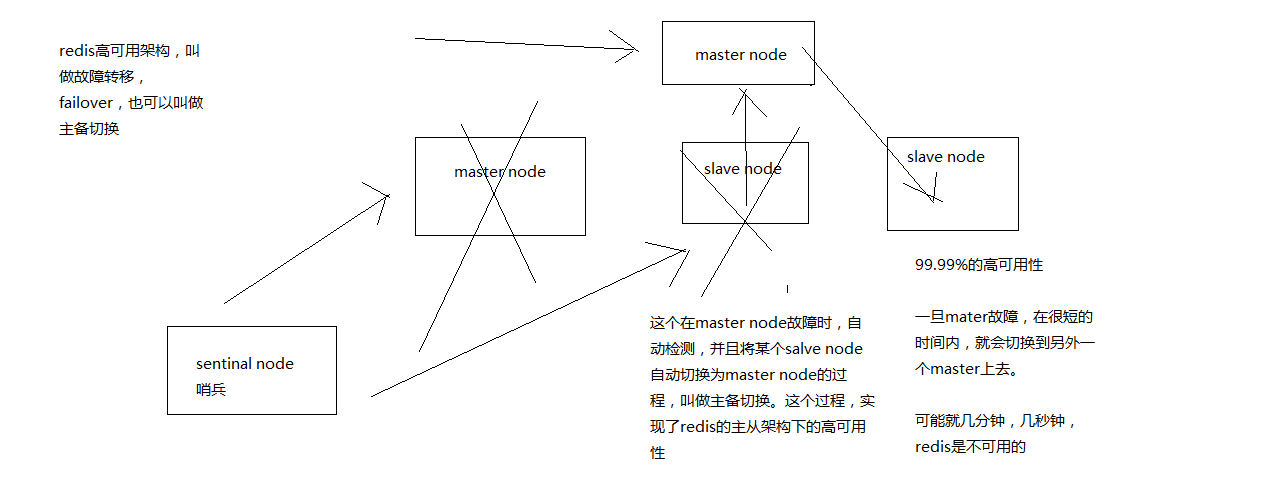 redis高可用架构，叫
做故障转移，
failover，也可以叫做
主备切换
master node
master node
slave node
slave node
sentinal node
哨兵
这个在master node故障时，自
动检测，并且将某个salve node
自动切换为master node的过
程，叫做主备切换。这个过程，实
现了redis的主从架构下的高可用
性
99.99%的高可用性
一旦mater故障，在很短的
时间内，就会切换到另外一
个master上去。
可能就几分钟，几秒钟，
redis是不可用的